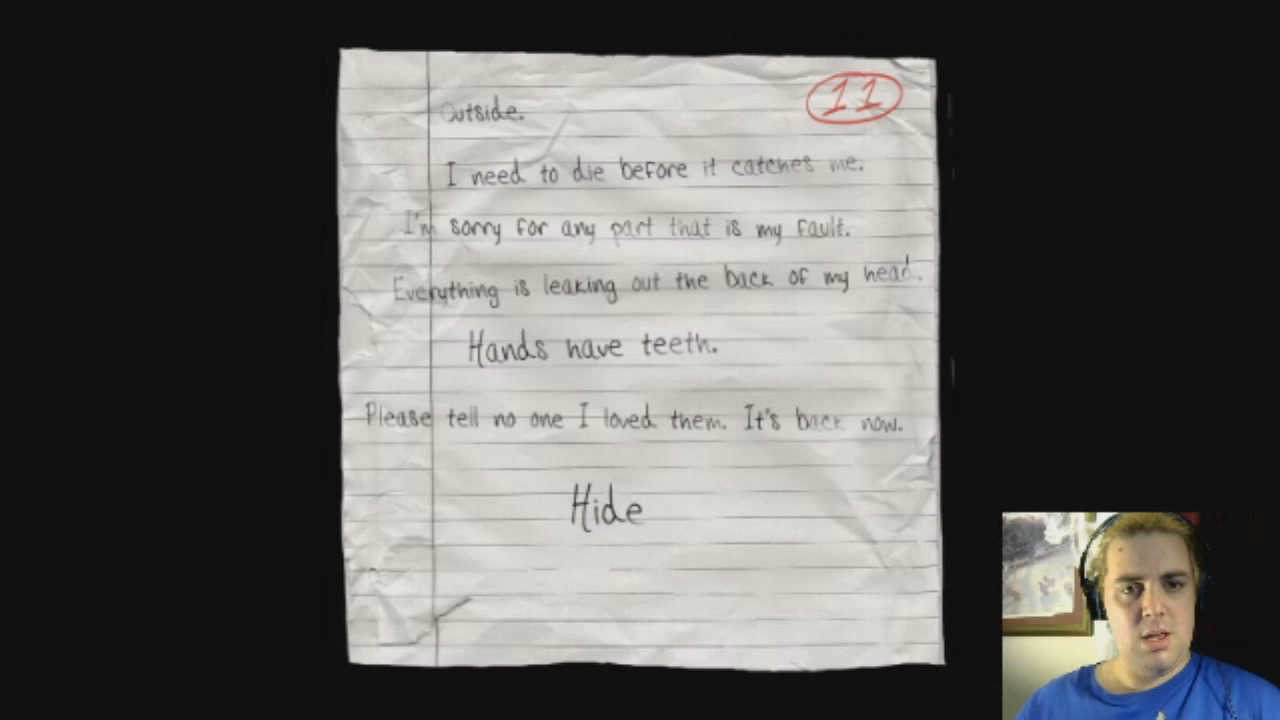 11
Outside.
I need to die before it catches me.
I'm sorry for any part that is my fault.
Everything is leaking out the back of my head.
Hands have teeth.
Please tell no one I loved them. It's back now.
Hide